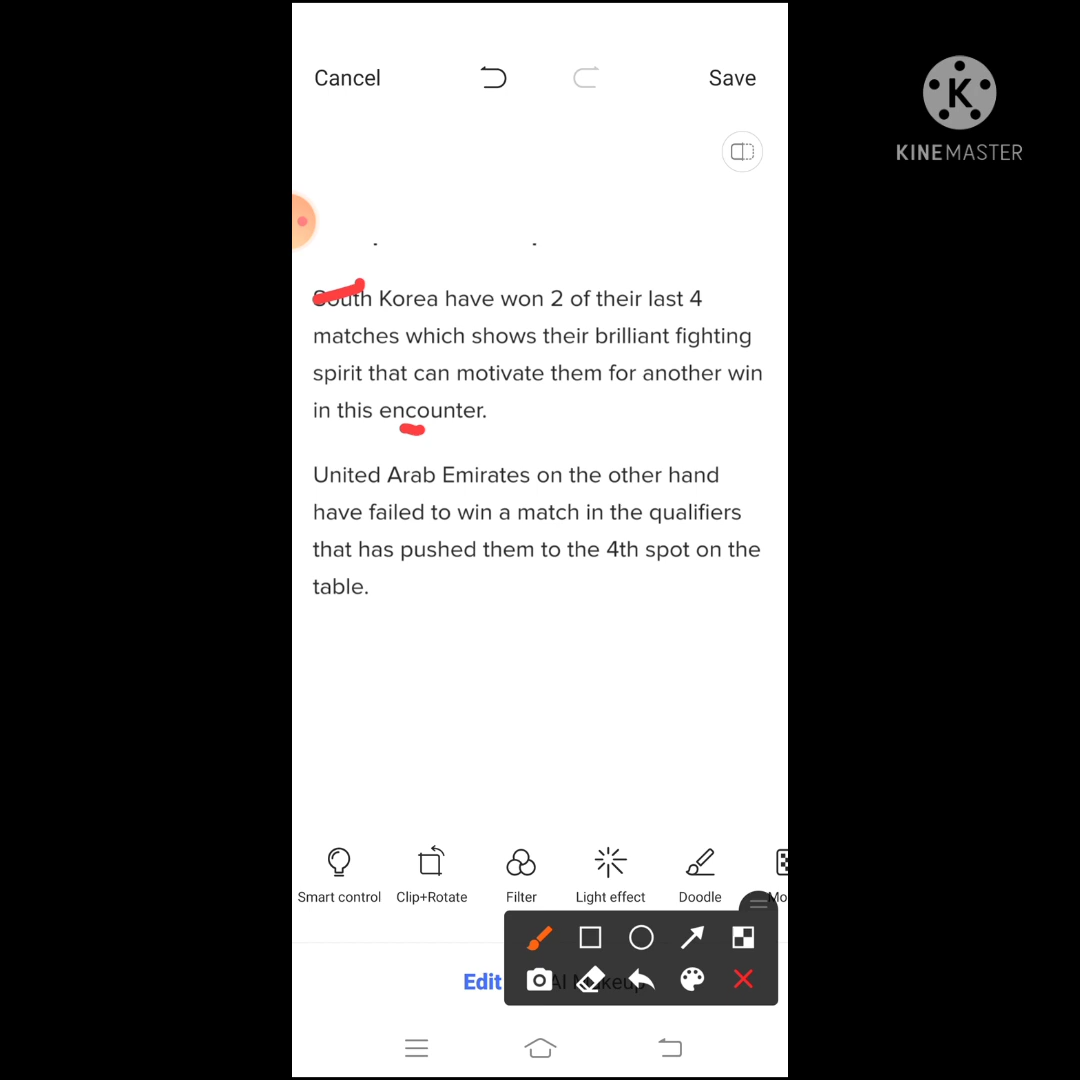 Cancel
Save
K
KINEMASTER
South Korea have won 2 of their last 4
matches which shows their brilliant fighting
spirit that can motivate them for another win
in this encounter.
United Arab Emirates on the other hand
have failed to win a match in the qualifiers
that has pushed them to the 4th spot on the
table.
Smart control
Clip+Rotate
Filter
Light effect
Doodle
Mo
Edit
AI Makeup